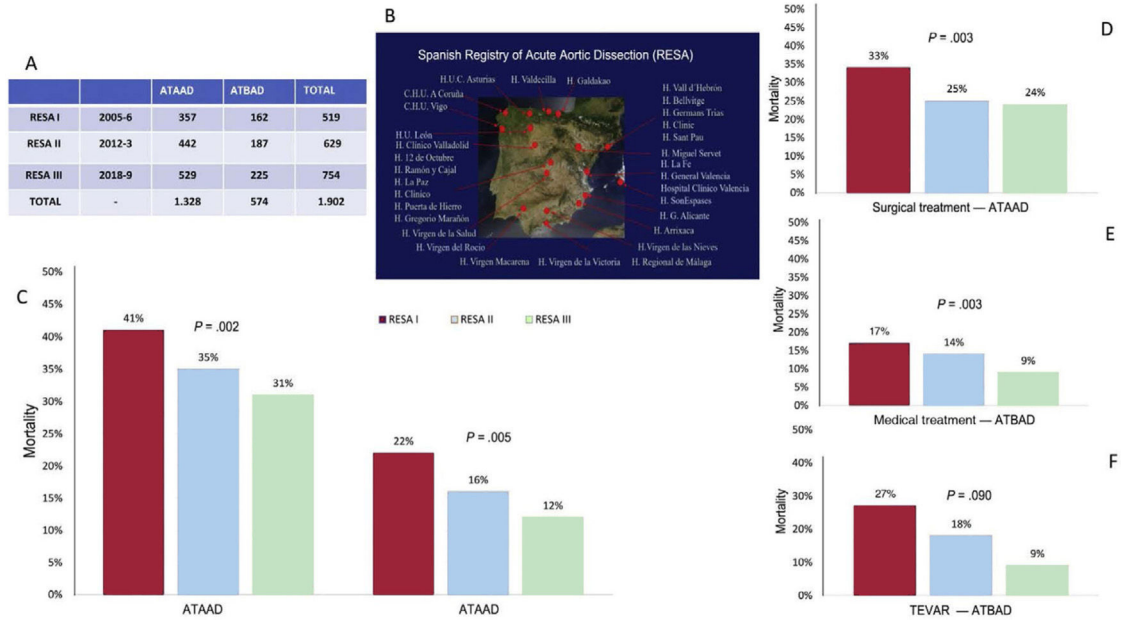 A
ATAAD ATBAD TOTAL
RESA I 2005-6 357 162 519
RESA II 2012-3 442 187 629
RESA III 2018-9 529 225 754
TOTAL - 1.328 574 1.902
B
Spanish Registry of Acute Aortic Dissection (RESA)
H.U.C. Asturias H. Valdecilla H. Galdakao
C.H.U. A Coruña
C.H.U. Vigo
H.U. León
H. Clínico Valladolid
H. 12 de Octubre
H. Ramón y Cajal
H. La Paz
H. Clínico
H. Puerta de Hierro
H. Gregorio Marañón
H. Virgen de la Salud
H. Virgen del Rocio
H. Virgen Macarena H. Virgen de la Victoria H. Regional de Málaga
H. Vall d´Hebrón
H. Bellvitge
H. Germans Trias
H. Clinic
H. Sant Pau
H. Miguel Servet
H. La Fe
H. General Valencia
Hospital Clínico Valencia
H. SonEspases
H. G. Alicante
H. Arrixaca
H.Virgen de las Nieves
RESA I RESA II RESA III
C
Mortality
50%
45%
40%
35%
30%
25%
20%
15%
10%
5%
0%
41%
P = .002
35%
31%
22%
P = .005
16%
12%
ATAAD ATAAD
D
Mortality
50%
45%
40%
35%
30%
25%
20%
15%
10%
5%
0%
P = .003
33%
25%
24%
Surgical treatment — ATAAD
E
Mortality
50%
45%
40%
35%
30%
25%
20%
15%
10%
5%
0%
P = .003
17%
14%
9%
Medical treatment — ATBAD
F
Mortality
50%
40%
30%
20%
10%
0%
27%
P = .090
18%
9%
TEVAR — ATBAD